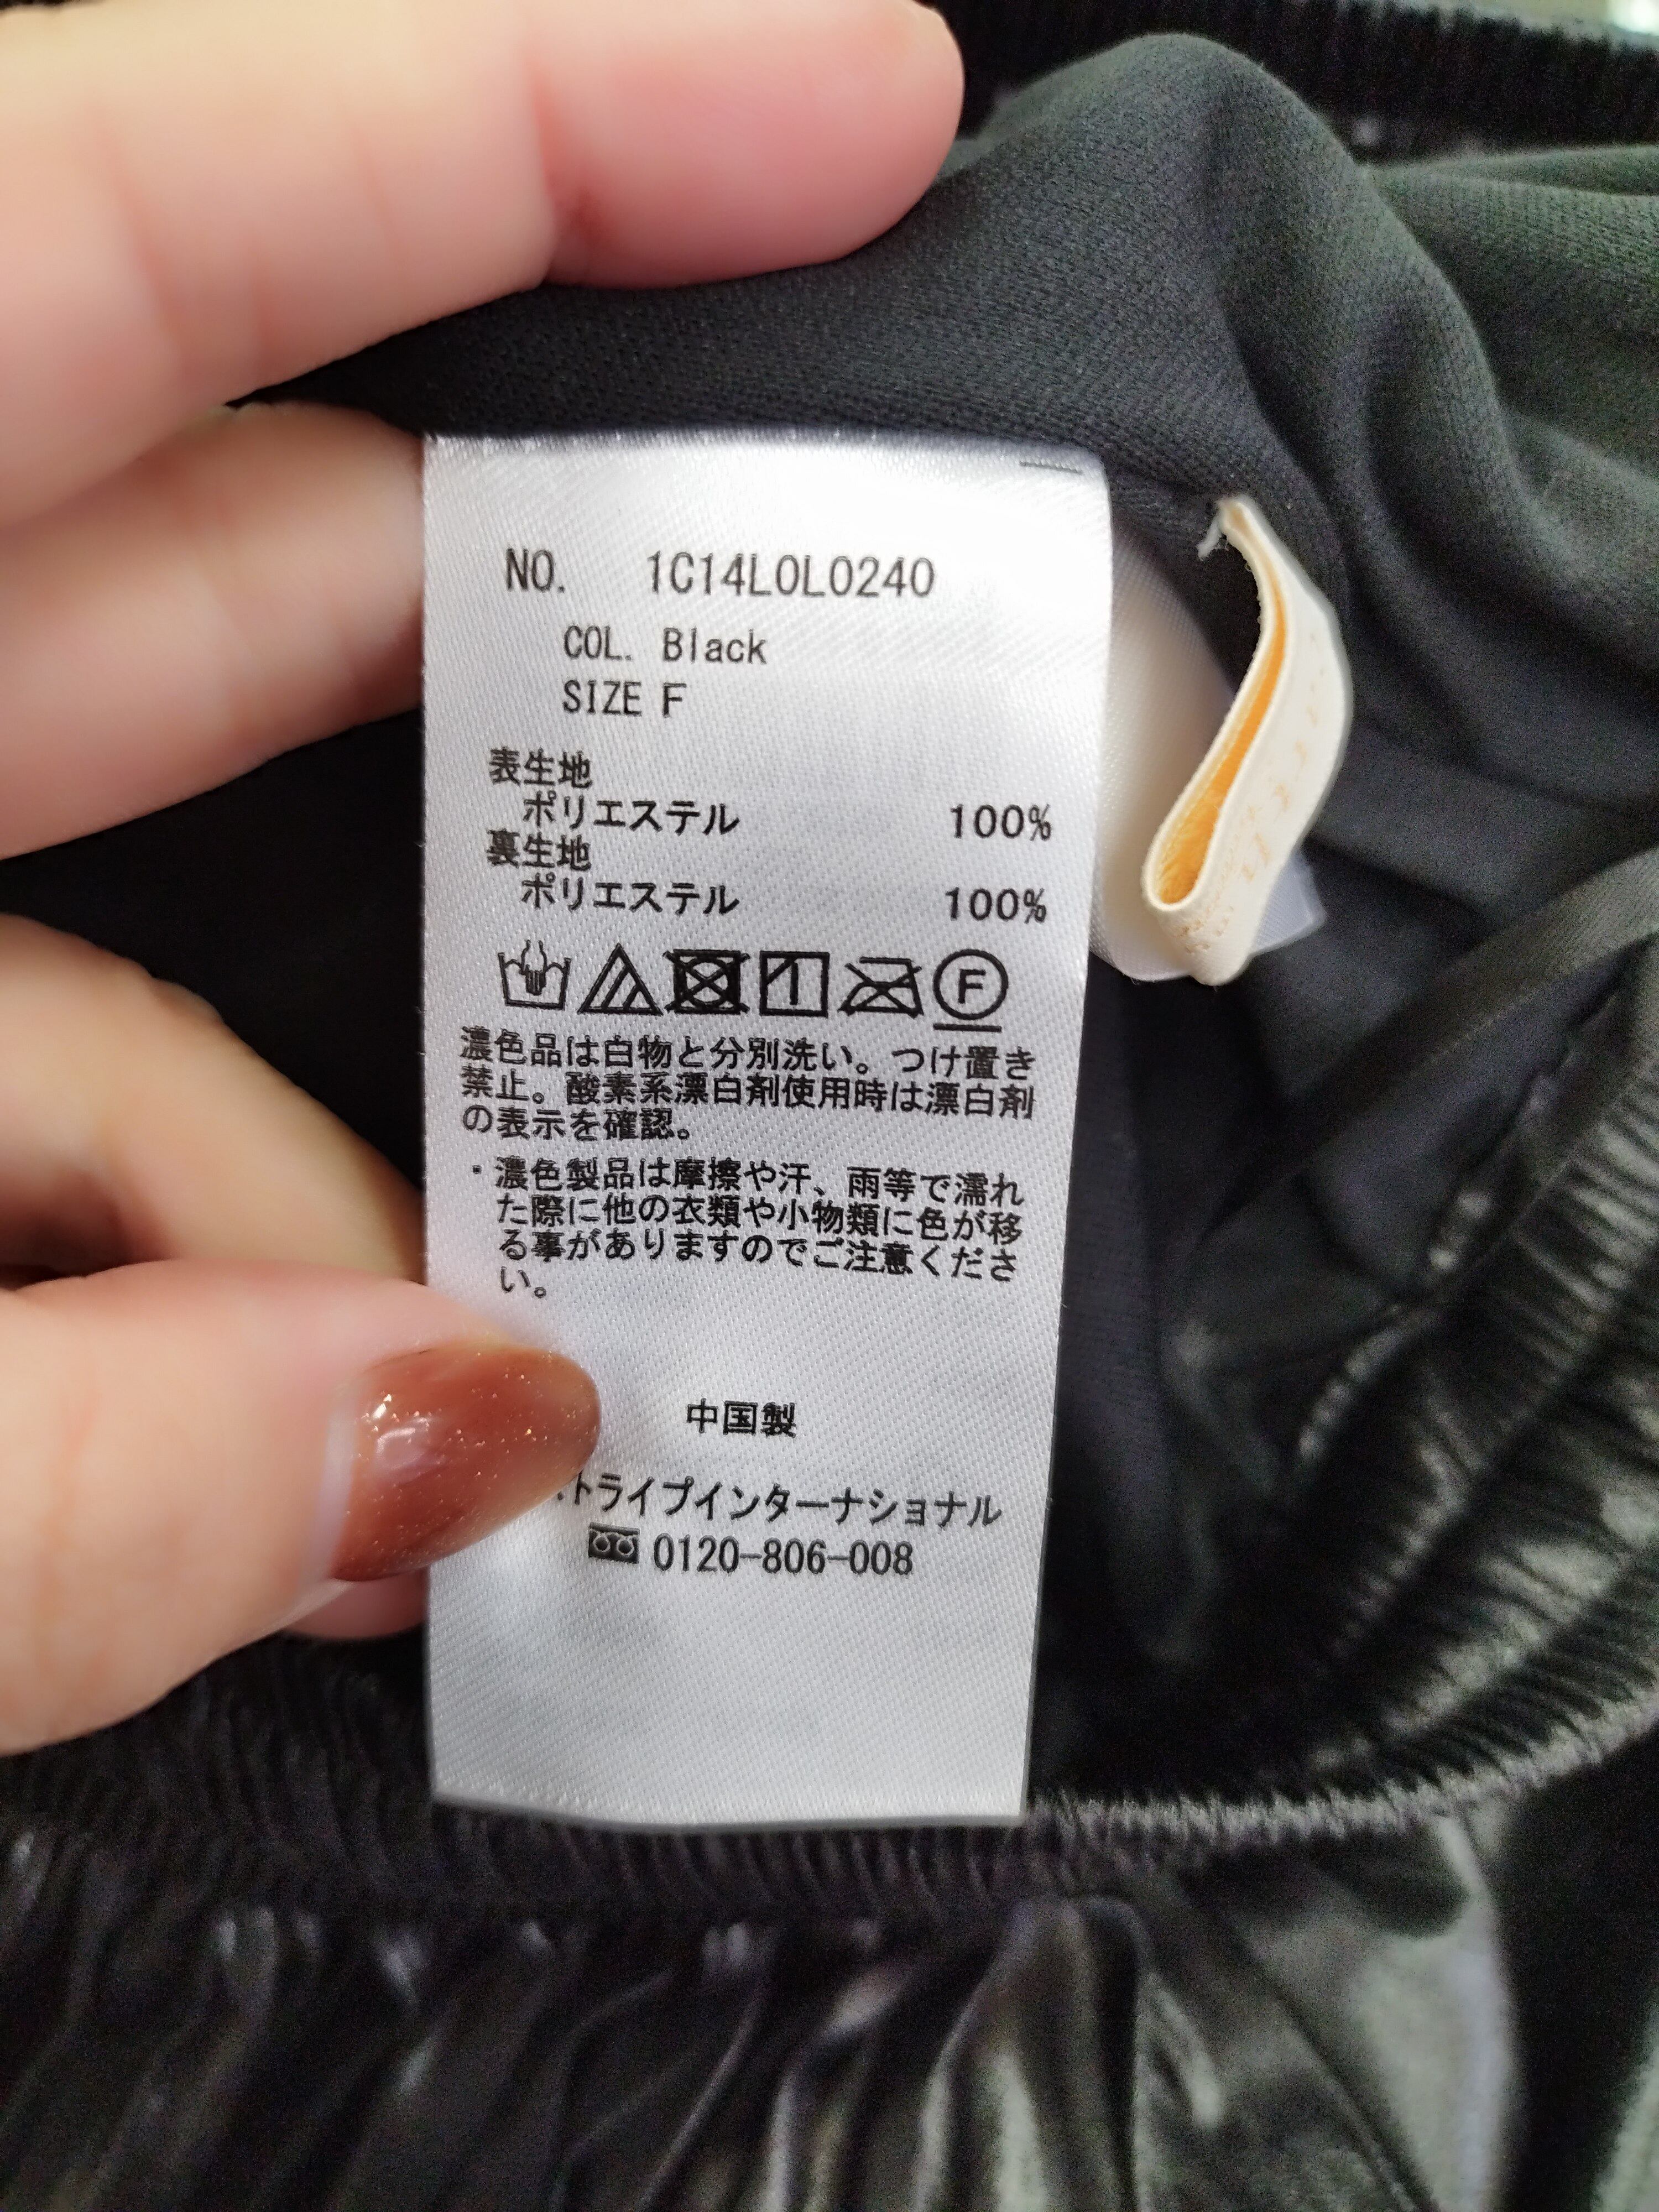 NO. 1C14L0L0240
COL. Black
SIZE F
表生地
ポリエステル 100%
裏生地
ポリエステル 100%
F
濃色品は白物と分別洗い。つけ置き
禁止。酸素系漂白剤使用時は漂白剤
の表示を確認。
・濃色製品は摩擦や汗、雨等で濡れ
た際に他の衣類や小物類に色が移
る事がありますのでご注意くださ
い。
中国製
トライプインターナショナル
0120-806-008